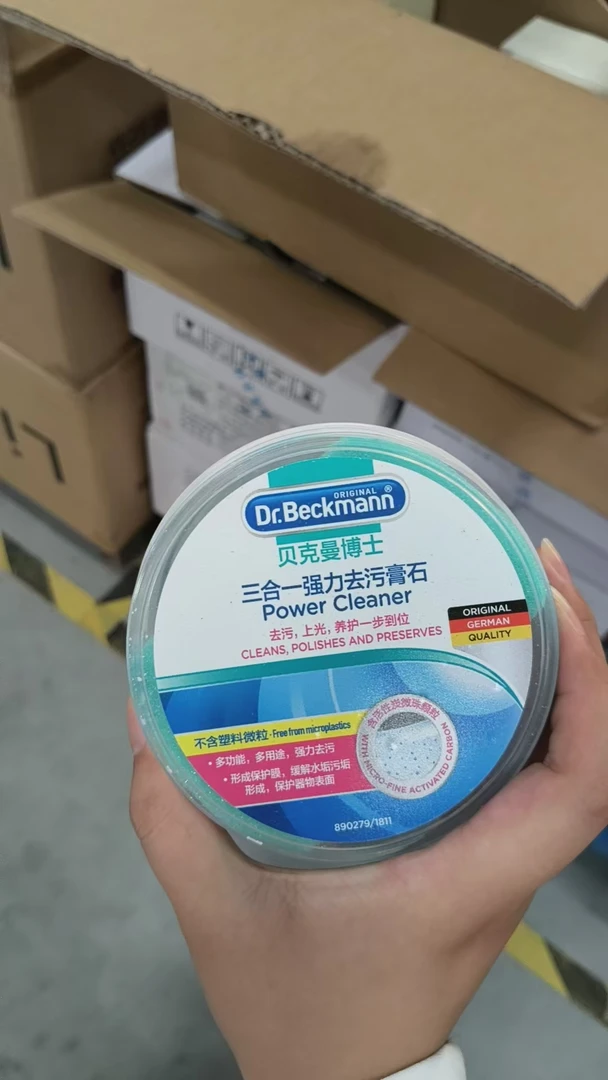 ORIGINAL
Dr.Beckmann®
贝克曼博士
三合一强力去污膏石
Power Cleaner
去污，上光，养护一步到位
CLEANS, POLISHES AND PRESERVES
ORIGINAL
GERMAN
QUALITY
不含塑料微粒·Free from microplastics
• 多功能，多用途，强力去污
• 形成保护膜，缓解水垢污垢
形成，保护器物表面
含活性炭微珠颗粒
WITH MICRO-FINE ACTIVATED CARBON
890279/1811